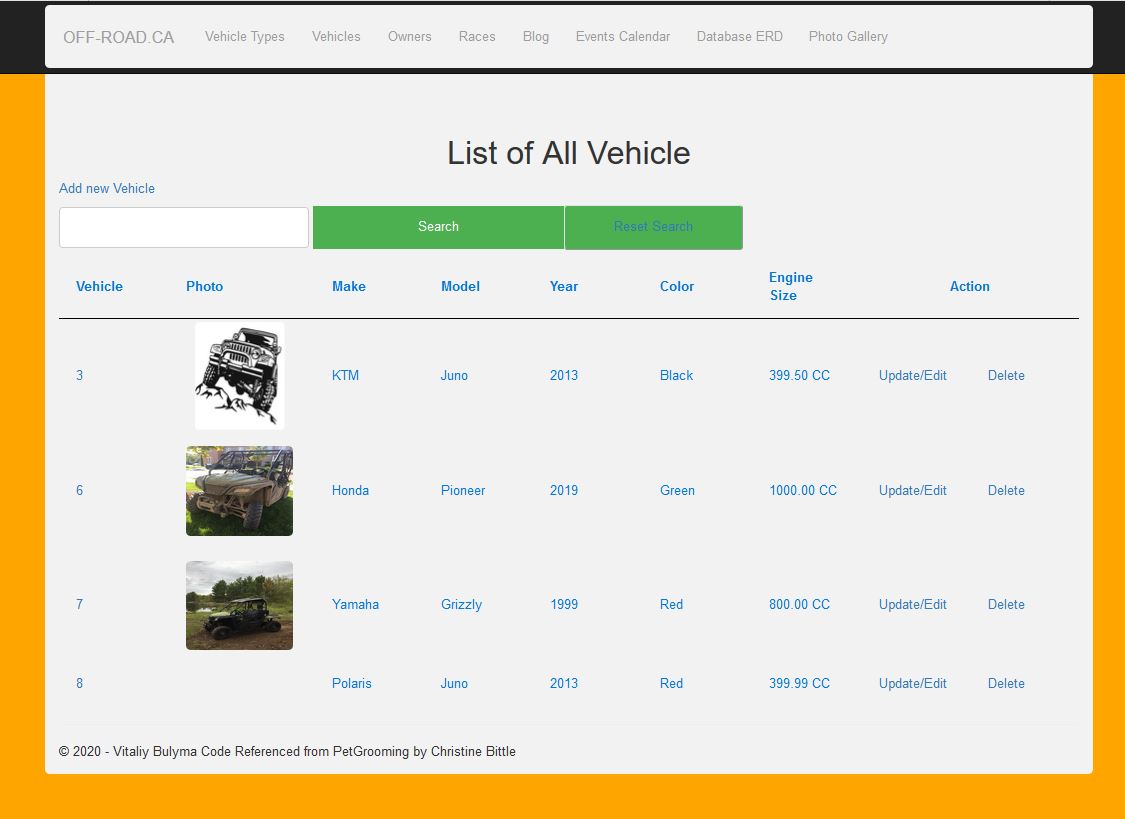 OFF-ROAD.CA Vehicle Types Vehicles Owners Races Blog Events Calendar Database ERD Photo Gallery
List of All Vehicle
Add new Vehicle
Search Reset Search
Vehicle Photo Make Model Year Color Engine Size Action
3 KTM Juno 2013 Black 399.50 CC Update/Edit Delete
6 Honda Pioneer 2019 Green 1000.00 CC Update/Edit Delete
7 Yamaha Grizzly 1999 Red 800.00 CC Update/Edit Delete
8 Polaris Juno 2013 Red 399.99 CC Update/Edit Delete
© 2020 - Vitaliy Bulyma Code Referenced from PetGrooming by Christine Bittle